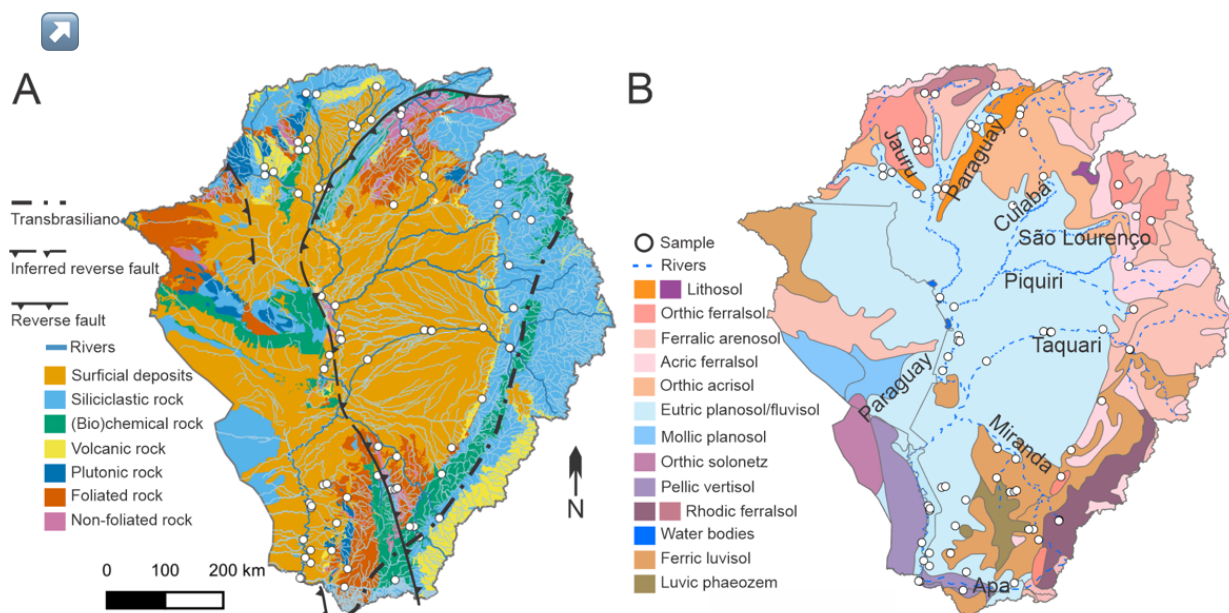 A
Transbrasiliano
Inferred reverse fault
Reverse fault
Rivers
Surficial deposits
Siliciclastic rock
(Bio)chemical rock
Volcanic rock
Plutonic rock
Foliated rock
Non-foliated rock
0 100 200 km
N
B
Jauru
Paraguay
Cuiabá
São Lourenço
Piquiri
Taquari
Paraguay
Miranda
Apa
Sample
Rivers
Lithosol
Orthic ferralsol
Ferralic arenosol
Acric ferralsol
Orthic acrisol
Eutric planosol/fluvisol
Mollic planosol
Orthic solonetz
Pellic vertisol
Rhodic ferralsol
Water bodies
Ferric luvisol
Luvic phaeozem